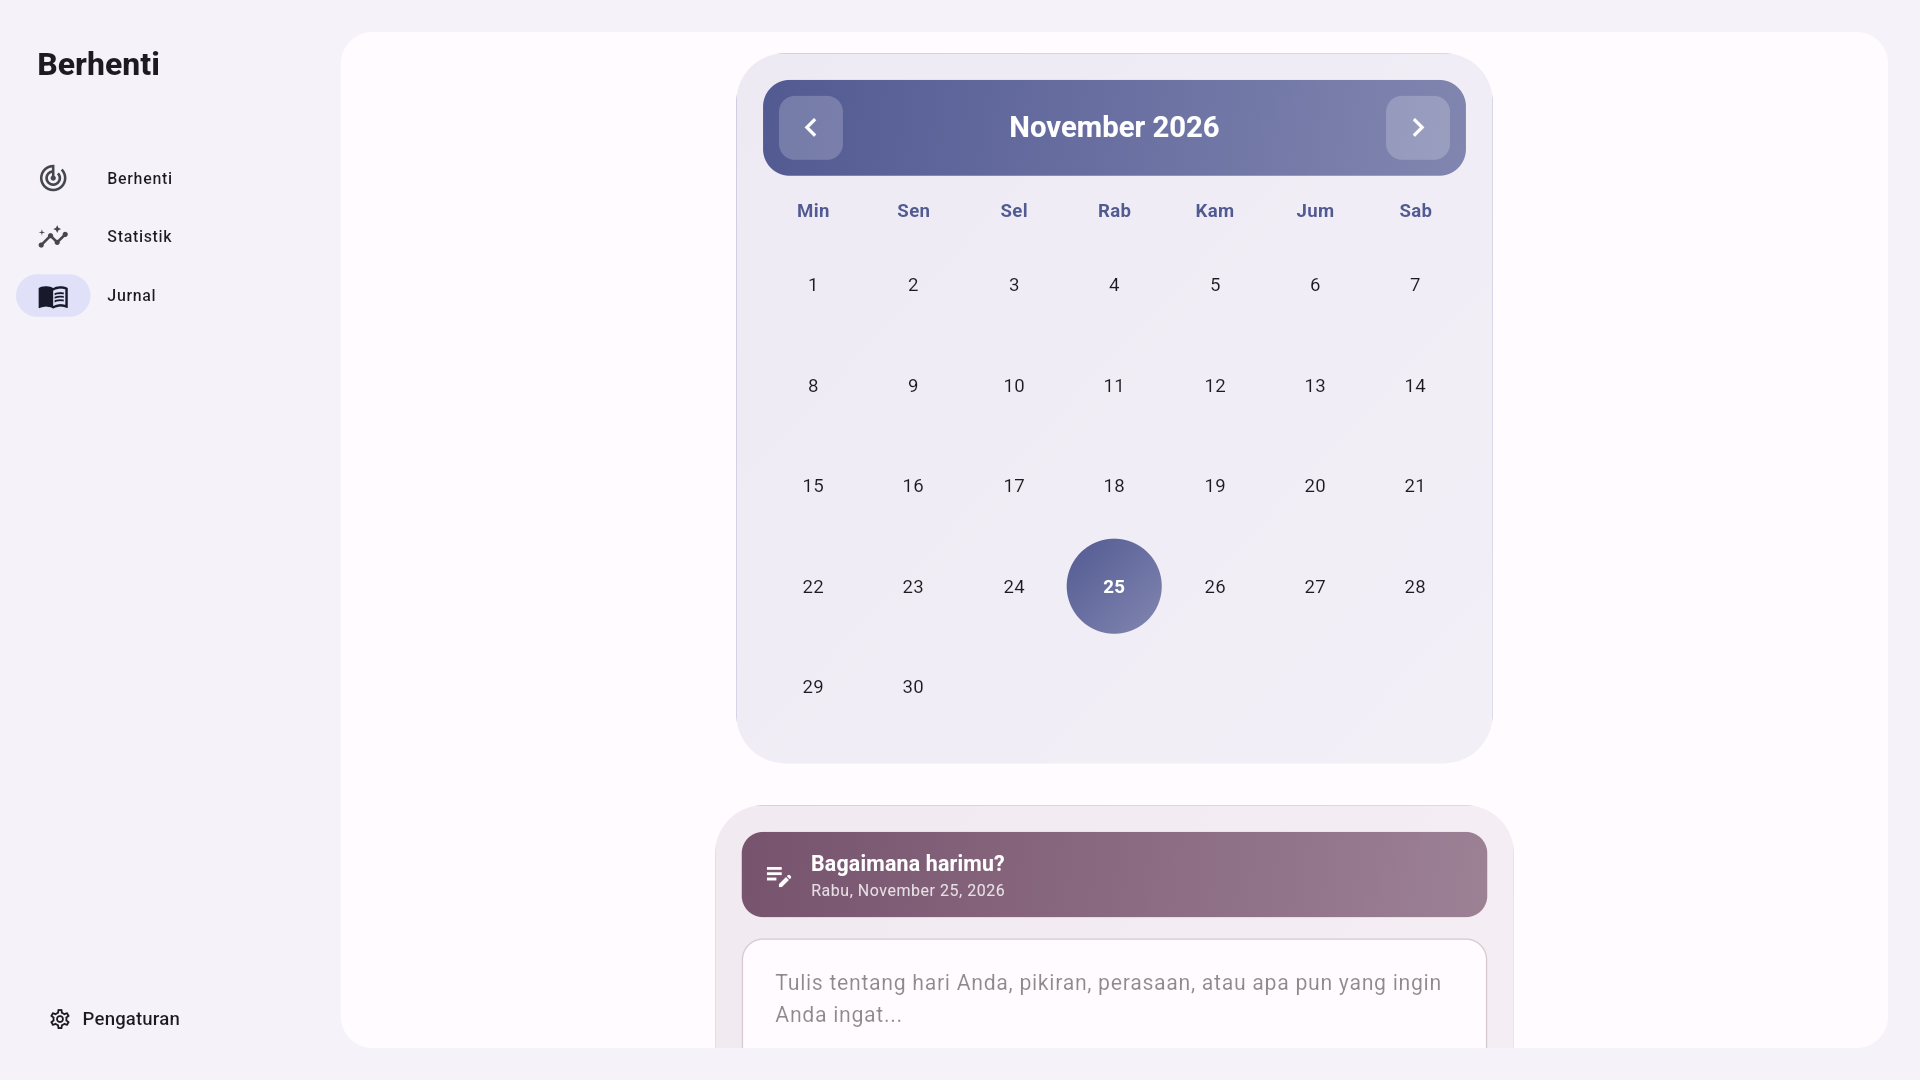 Berhenti
Berhenti
Statistik
Jurnal
Pengaturan
November 2026
Min Sen Sel Rab Kam Jum Sab
1 2 3 4 5 6 7
8 9 10 11 12 13 14
15 16 17 18 19 20 21
22 23 24 25 26 27 28
29 30
Bagaimana harimu?
Rabu, November 25, 2026
Tulis tentang hari Anda, pikiran, perasaan, atau apa pun yang ingin
Anda ingat...